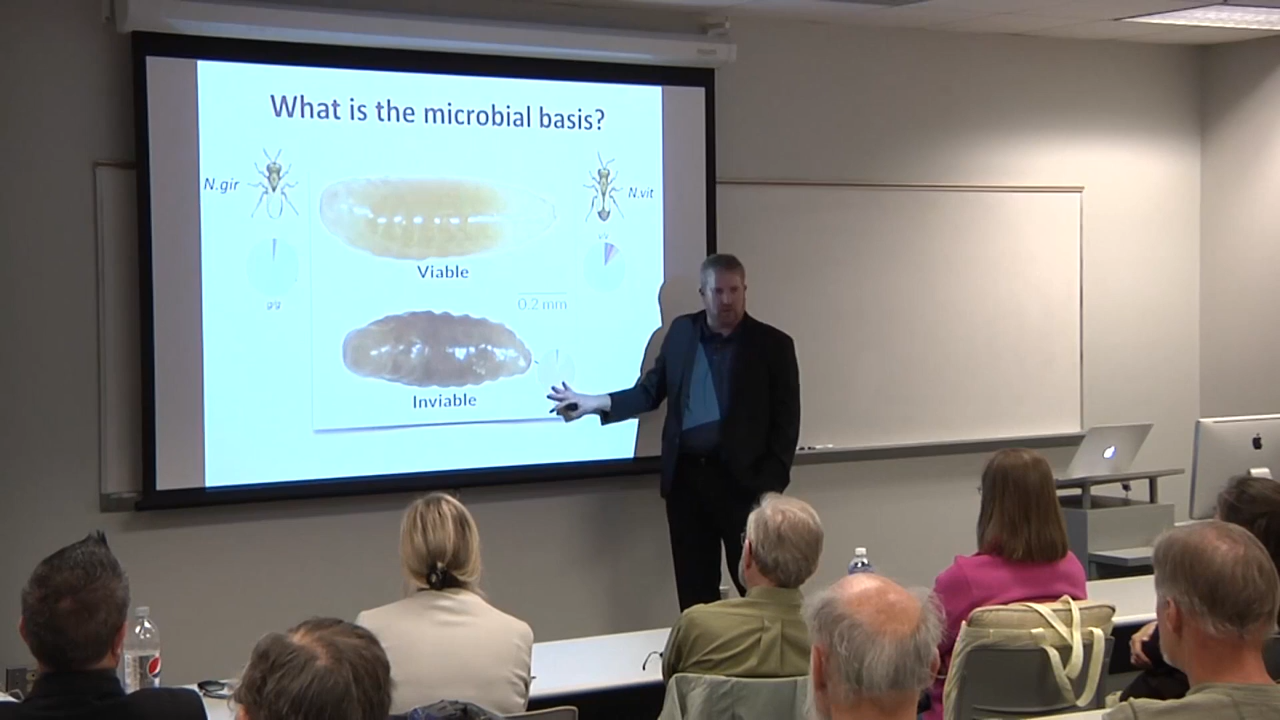 What is the microbial basis?
N.gir
N.vit
Viable
0.2 mm
Inviable